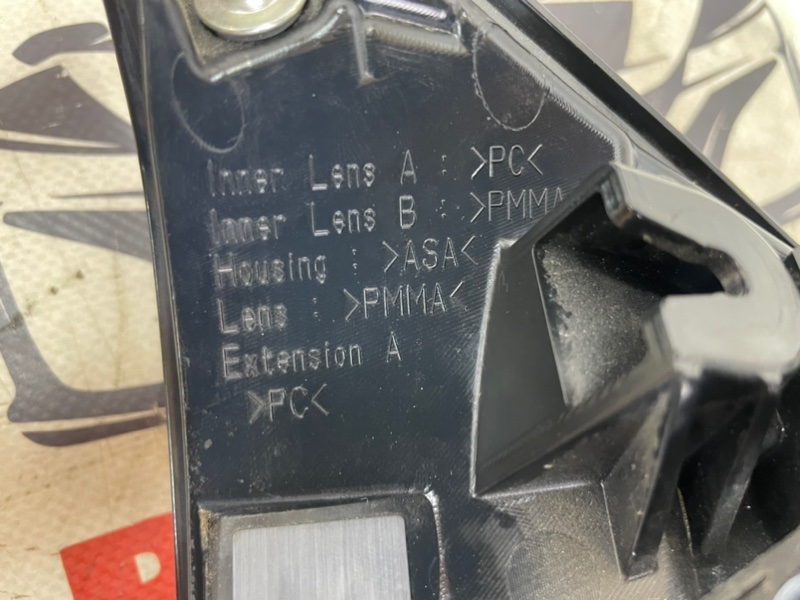 Inner Lens A : >PC<
Inner Lens B : >PMMA
Housing : >ASA<
Lens : >PMMA<
Extension A
>PC<